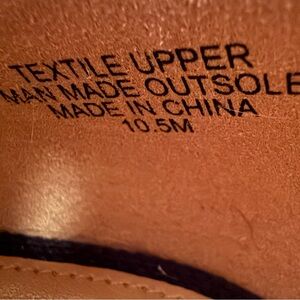 TEXTILE UPPER
MAN MADE OUTSOLE
MADE IN CHINA
10.5M